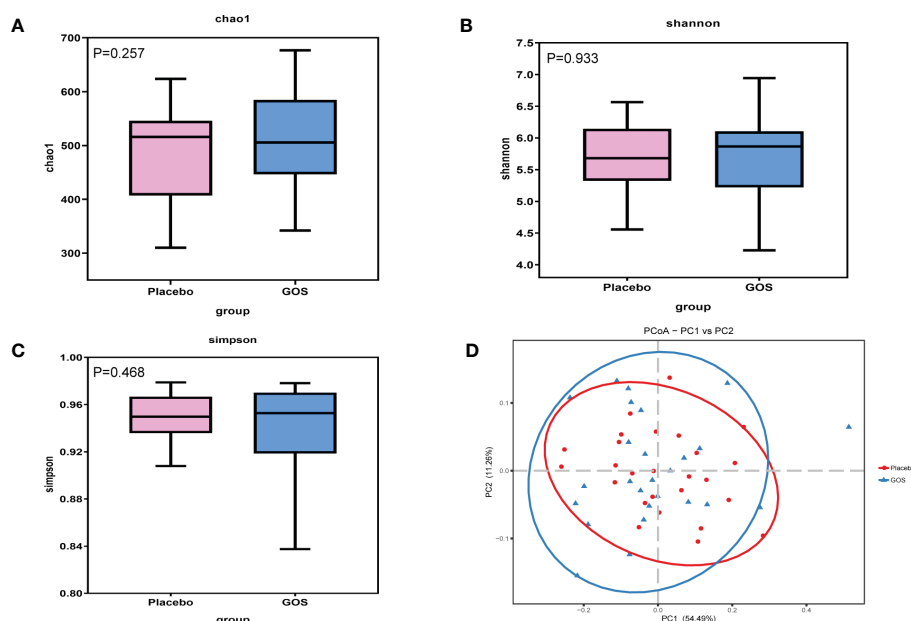 A
chao1
P=0.257
700
600
500
400
300
chao1
Placebo
GOS
group
B
shannon
P=0.933
7.5
7.0
6.5
6.0
5.5
5.0
4.5
4.0
shannon
Placebo
GOS
group
C
simpson
P=0.468
1.00
0.96
0.92
0.88
0.84
0.80
simpson
Placebo
GOS
group
D
PCoA − PC1 vs PC2
0.1
0.0
−0.1
PC2 (11.26%)
−0.2
0.0
0.2
0.4
PC1 (54.49%)
Placeb
GOS